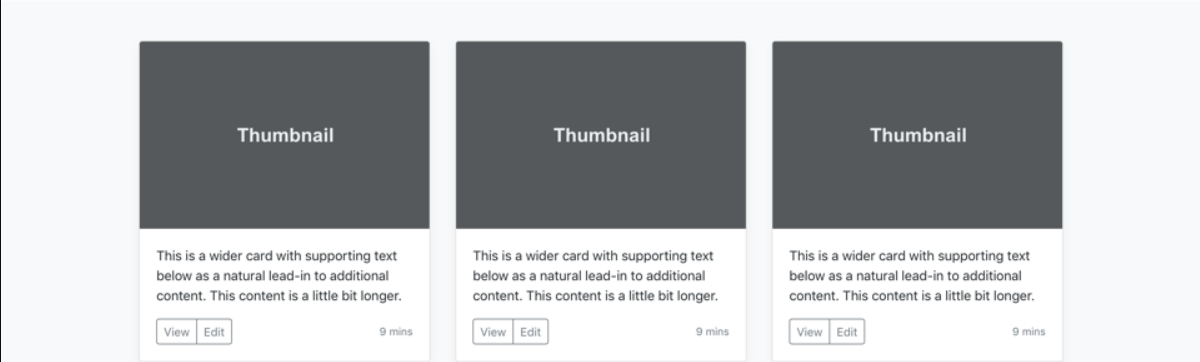 Thumbnail
This is a wider card with supporting text
below as a natural lead-in to additional
content. This content is a little bit longer.
View Edit 9 mins
Thumbnail
This is a wider card with supporting text
below as a natural lead-in to additional
content. This content is a little bit longer.
View Edit 9 mins
Thumbnail
This is a wider card with supporting text
below as a natural lead-in to additional
content. This content is a little bit longer.
View Edit 9 mins